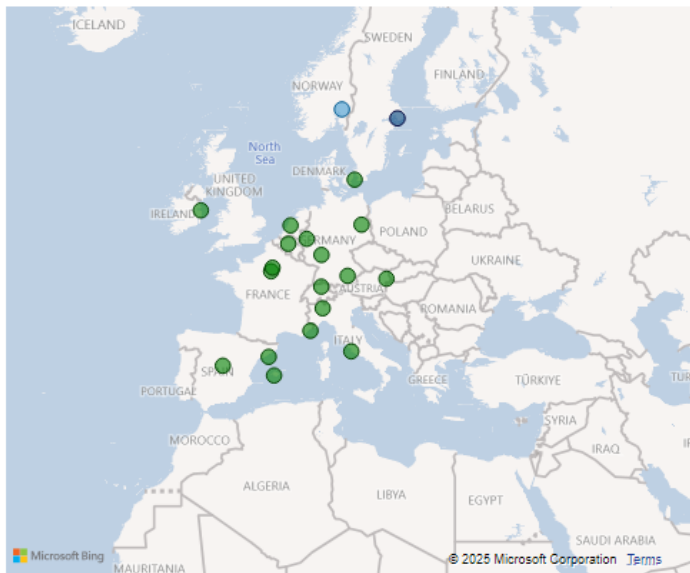 ICELAND
SWEDEN
NORWAY
FINLAND
North
Sea
DENMARK
UNITED
KINGDOM
IRELAND
BELARUS
POLAND
RMANY
UKRAINE
AUSTRIA
FRANCE
ROMANIA
ITALY
SPAIN
PORTUGAL
GREECE
TÜRKIYE
SYRIA
MOROCCO
IRAQ
ALGERIA
LIBYA
EGYPT
SAUDI ARABIA
Microsoft Bing
© 2025 Microsoft Corporation Terms
MAURITANIA